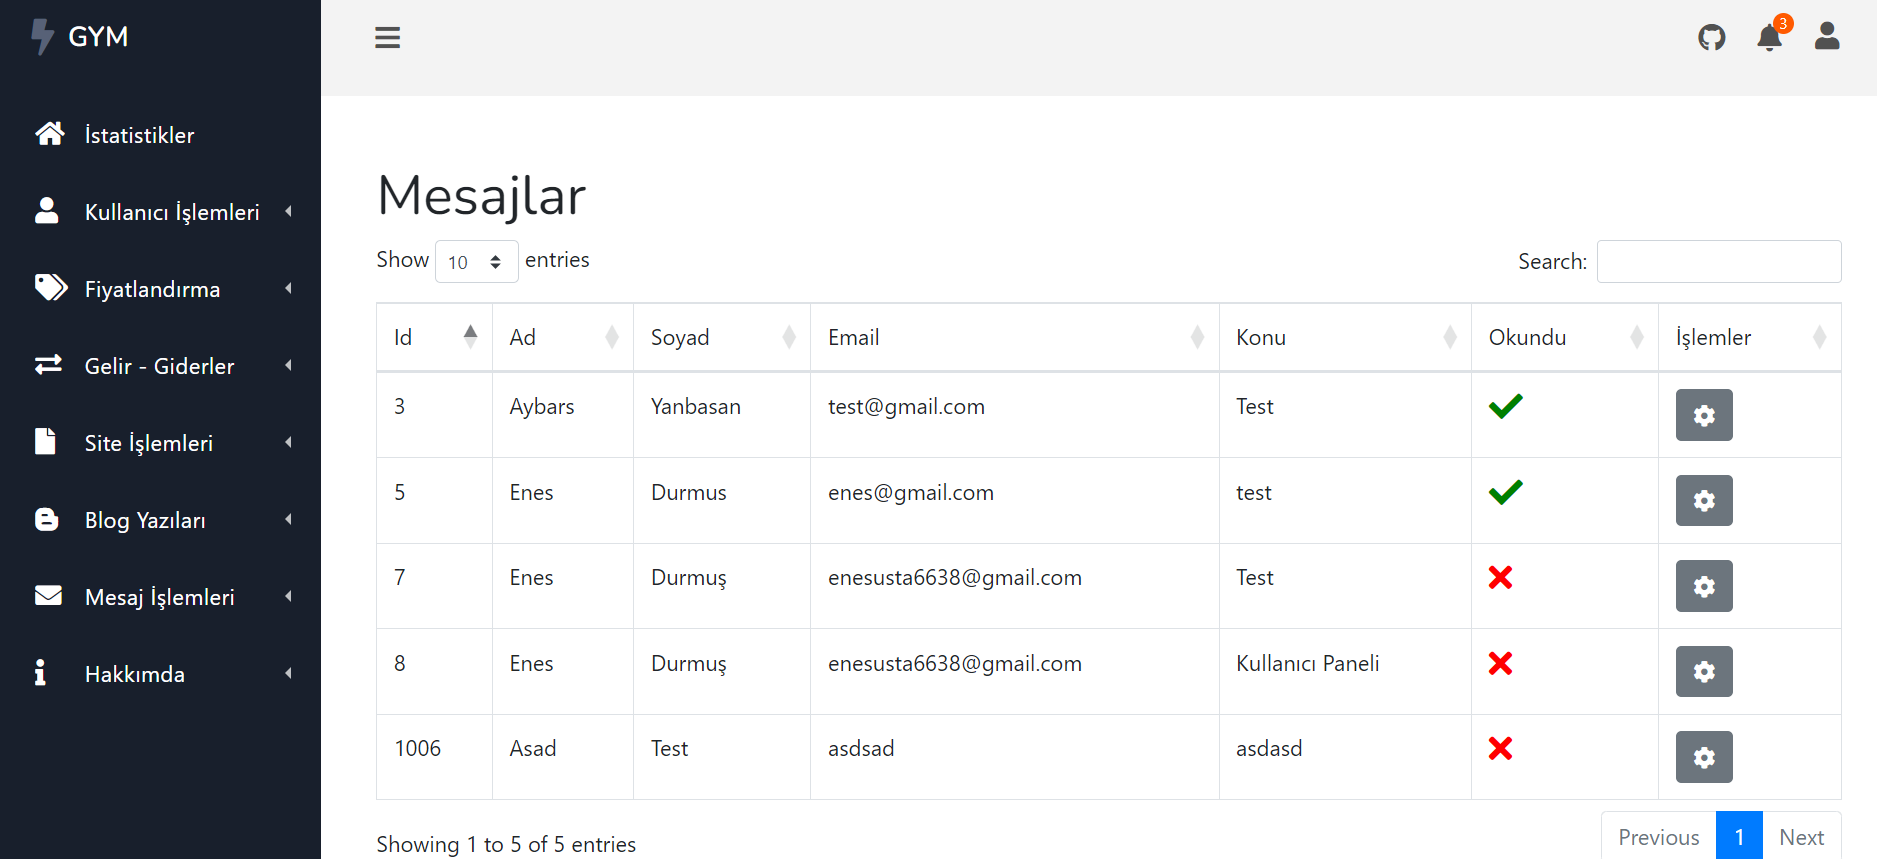 GYM
3
İstatistikler
Kullanıcı İşlemleri
Fiyatlandırma
Gelir - Giderler
Site İşlemleri
Blog Yazıları
Mesaj İşlemleri
Hakkımda
Mesajlar
Show 10 entries
Search:
Id Ad Soyad Email Konu Okundu İşlemler
3 Aybars Yanbasan test@gmail.com Test
5 Enes Durmus enes@gmail.com test
7 Enes Durmuş enesusta6638@gmail.com Test
8 Enes Durmuş enesusta6638@gmail.com Kullanıcı Paneli
1006 Asad Test asdsad asdasd
Showing 1 to 5 of 5 entries
Previous 1 Next